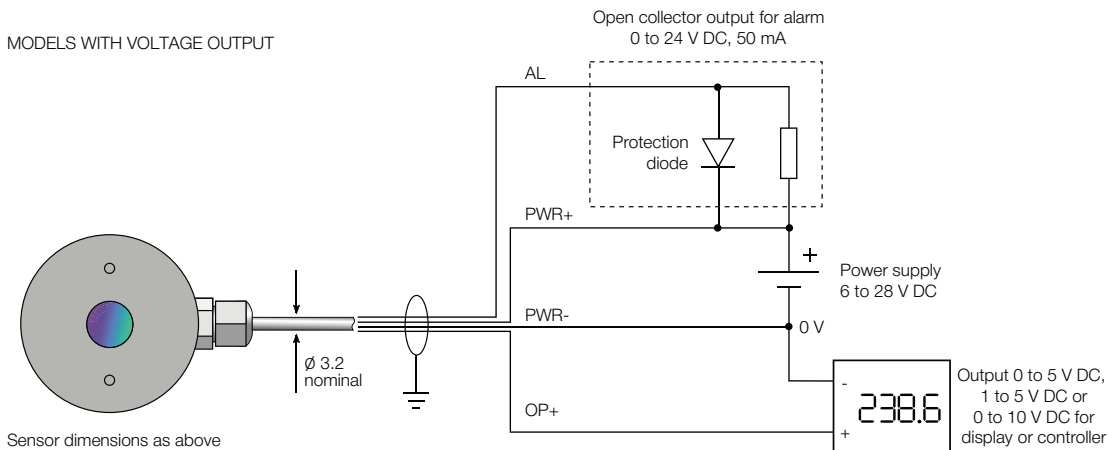 MODELS WITH VOLTAGE OUTPUT
Open collector output for alarm
0 to 24 V DC, 50 mA
AL
Protection
diode
PWR+
+
Power supply
6 to 28 V DC
PWR-
0 V
Ø 3.2
nominal
OP+
-
+
238.6
Output 0 to 5 V DC,
1 to 5 V DC or
0 to 10 V DC for
display or controller
Sensor dimensions as above